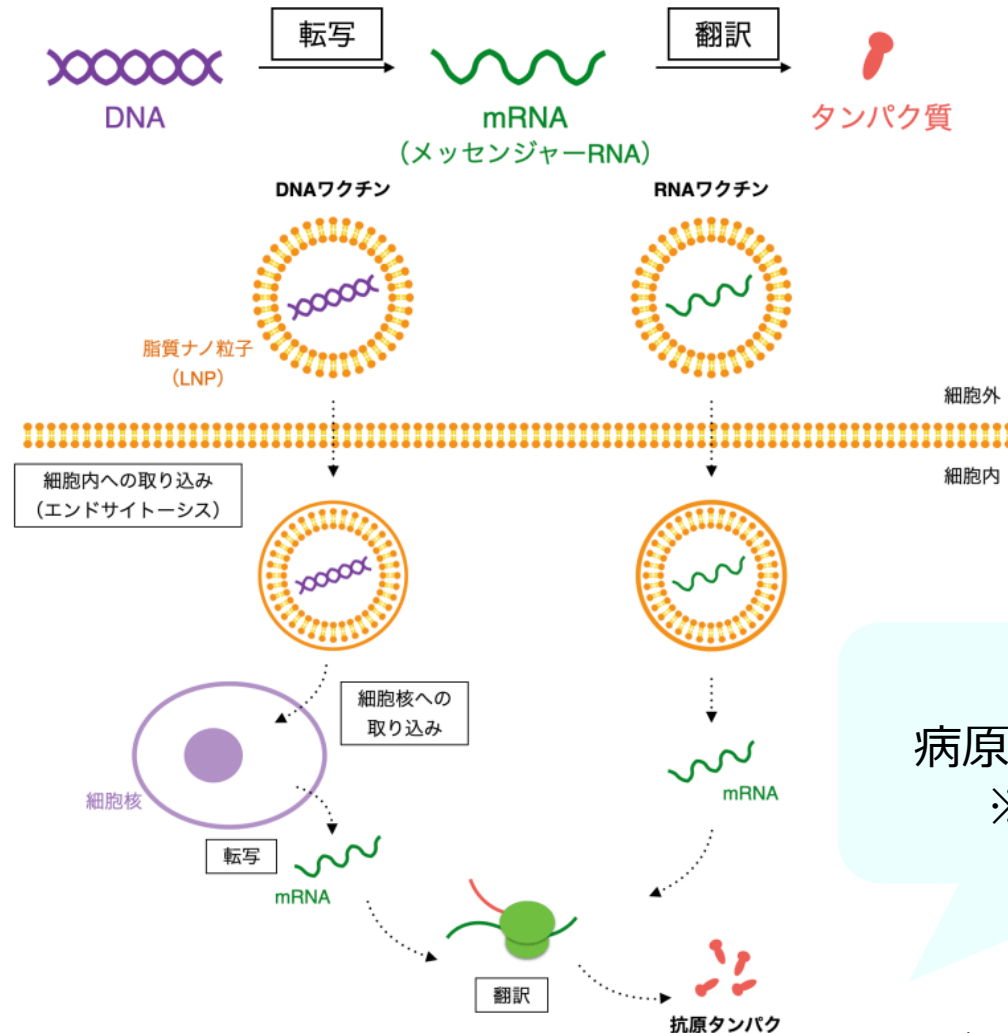 転写
翻訳
DNA
mRNA
(メッセンジャーRNA)
タンパク質
DNAワクチン
RNAワクチン
脂質ナノ粒子
(LNP)
細胞外
細胞内への取り込み
(エンドサイトーシス)
細胞内
細胞核への
取り込み
病原
※
細胞核
mRNA
転写
mRNA
翻訳
抗原タンパク